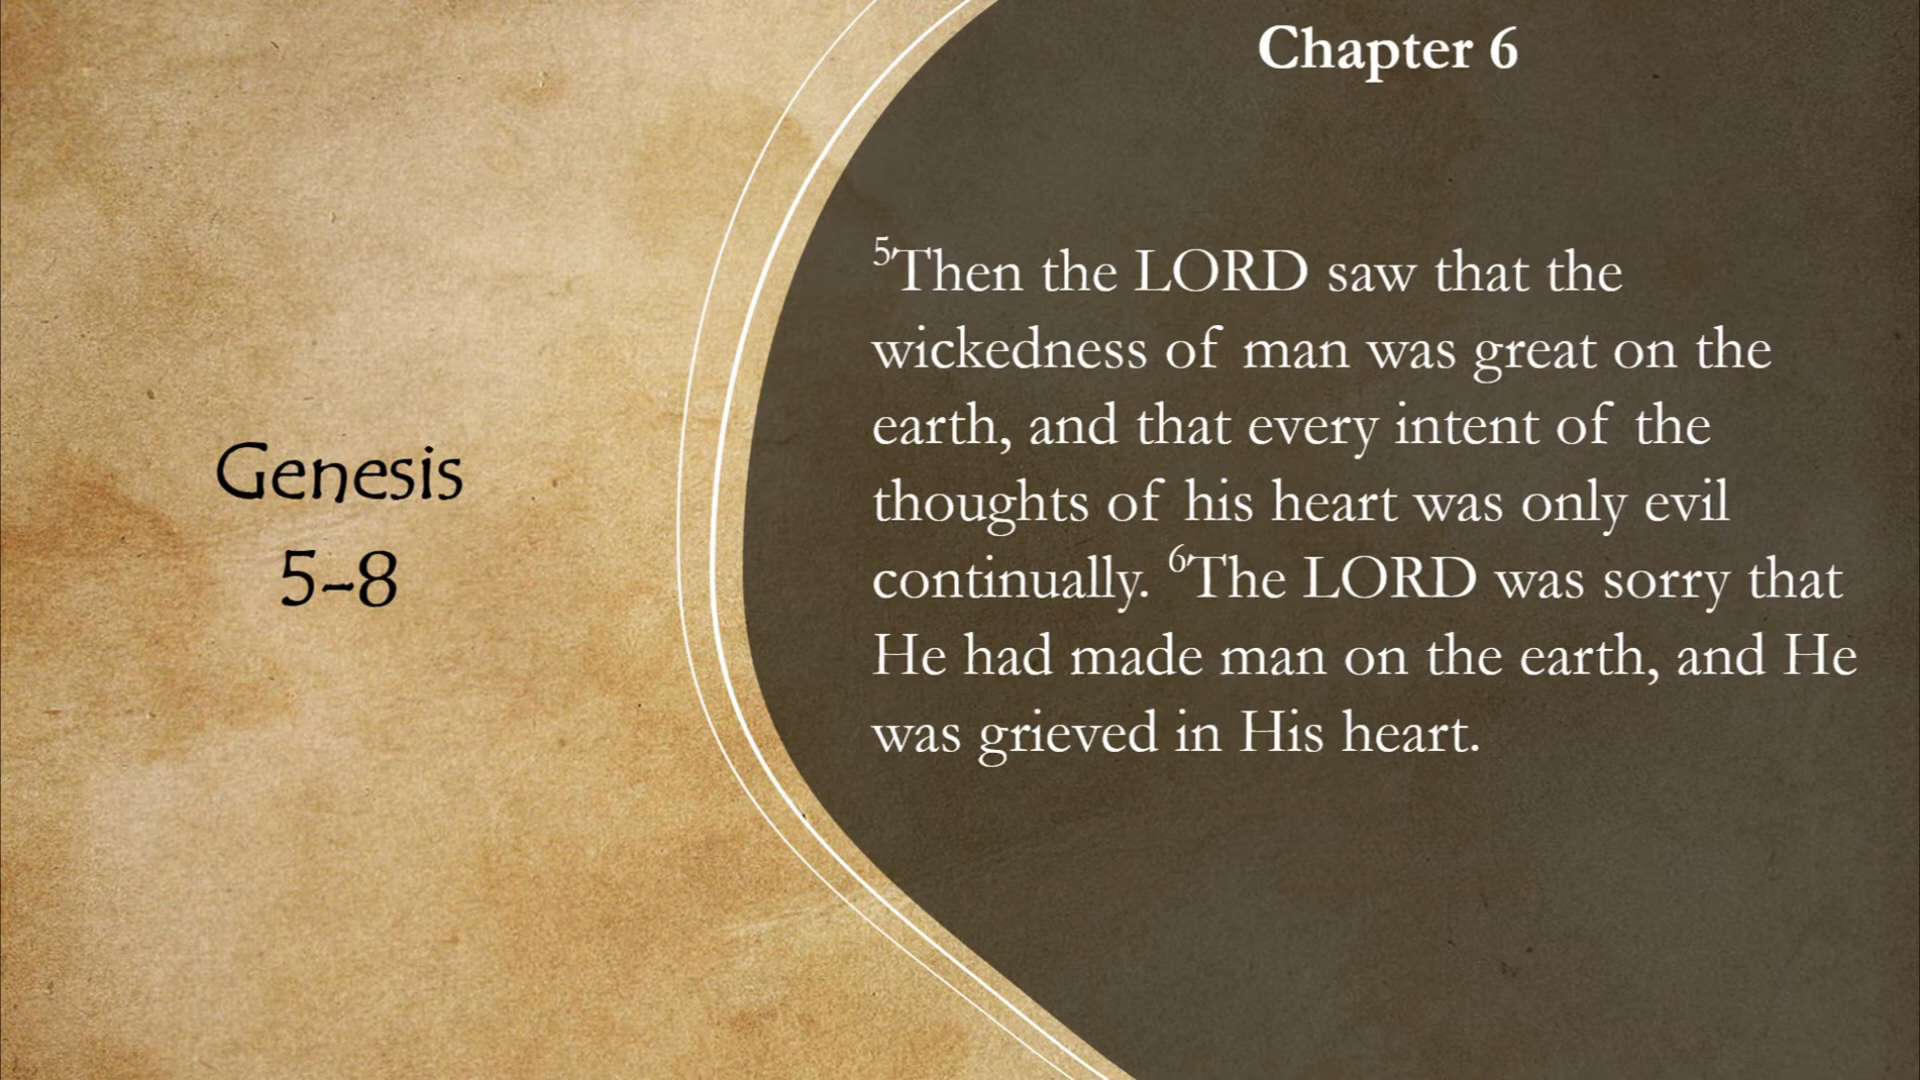 Genesis
5-8
Chapter 6
⁵Then the LORD saw that the
wickedness of man was great on the
earth, and that every intent of the
thoughts of his heart was only evil
continually. ⁶The LORD was sorry that
He had made man on the earth, and He
was grieved in His heart.